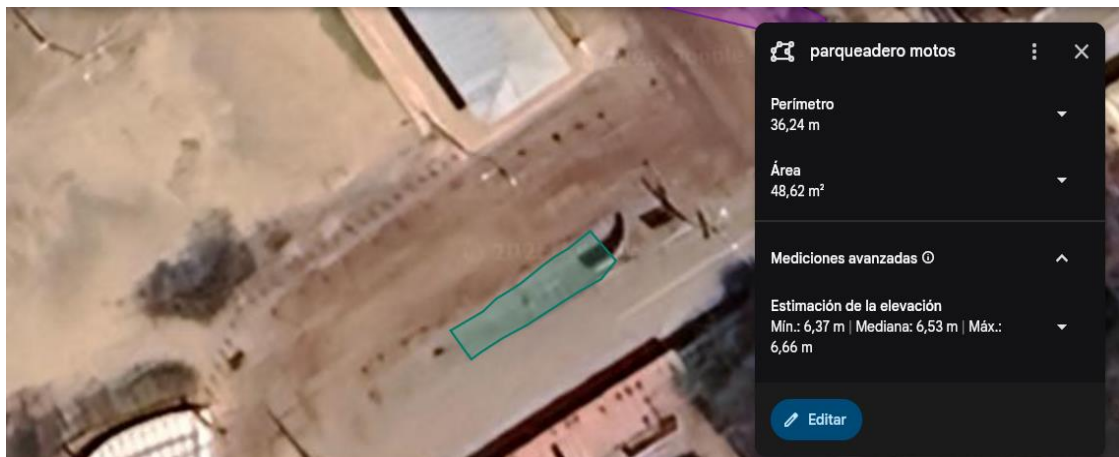 parqueadero motos
Perímetro
36,24 m
Área
48,62 m²
Mediciones avanzadas
Estimación de la elevación
Mín.: 6,37 m | Mediana: 6,53 m | Máx.:
6,66 m
Editar